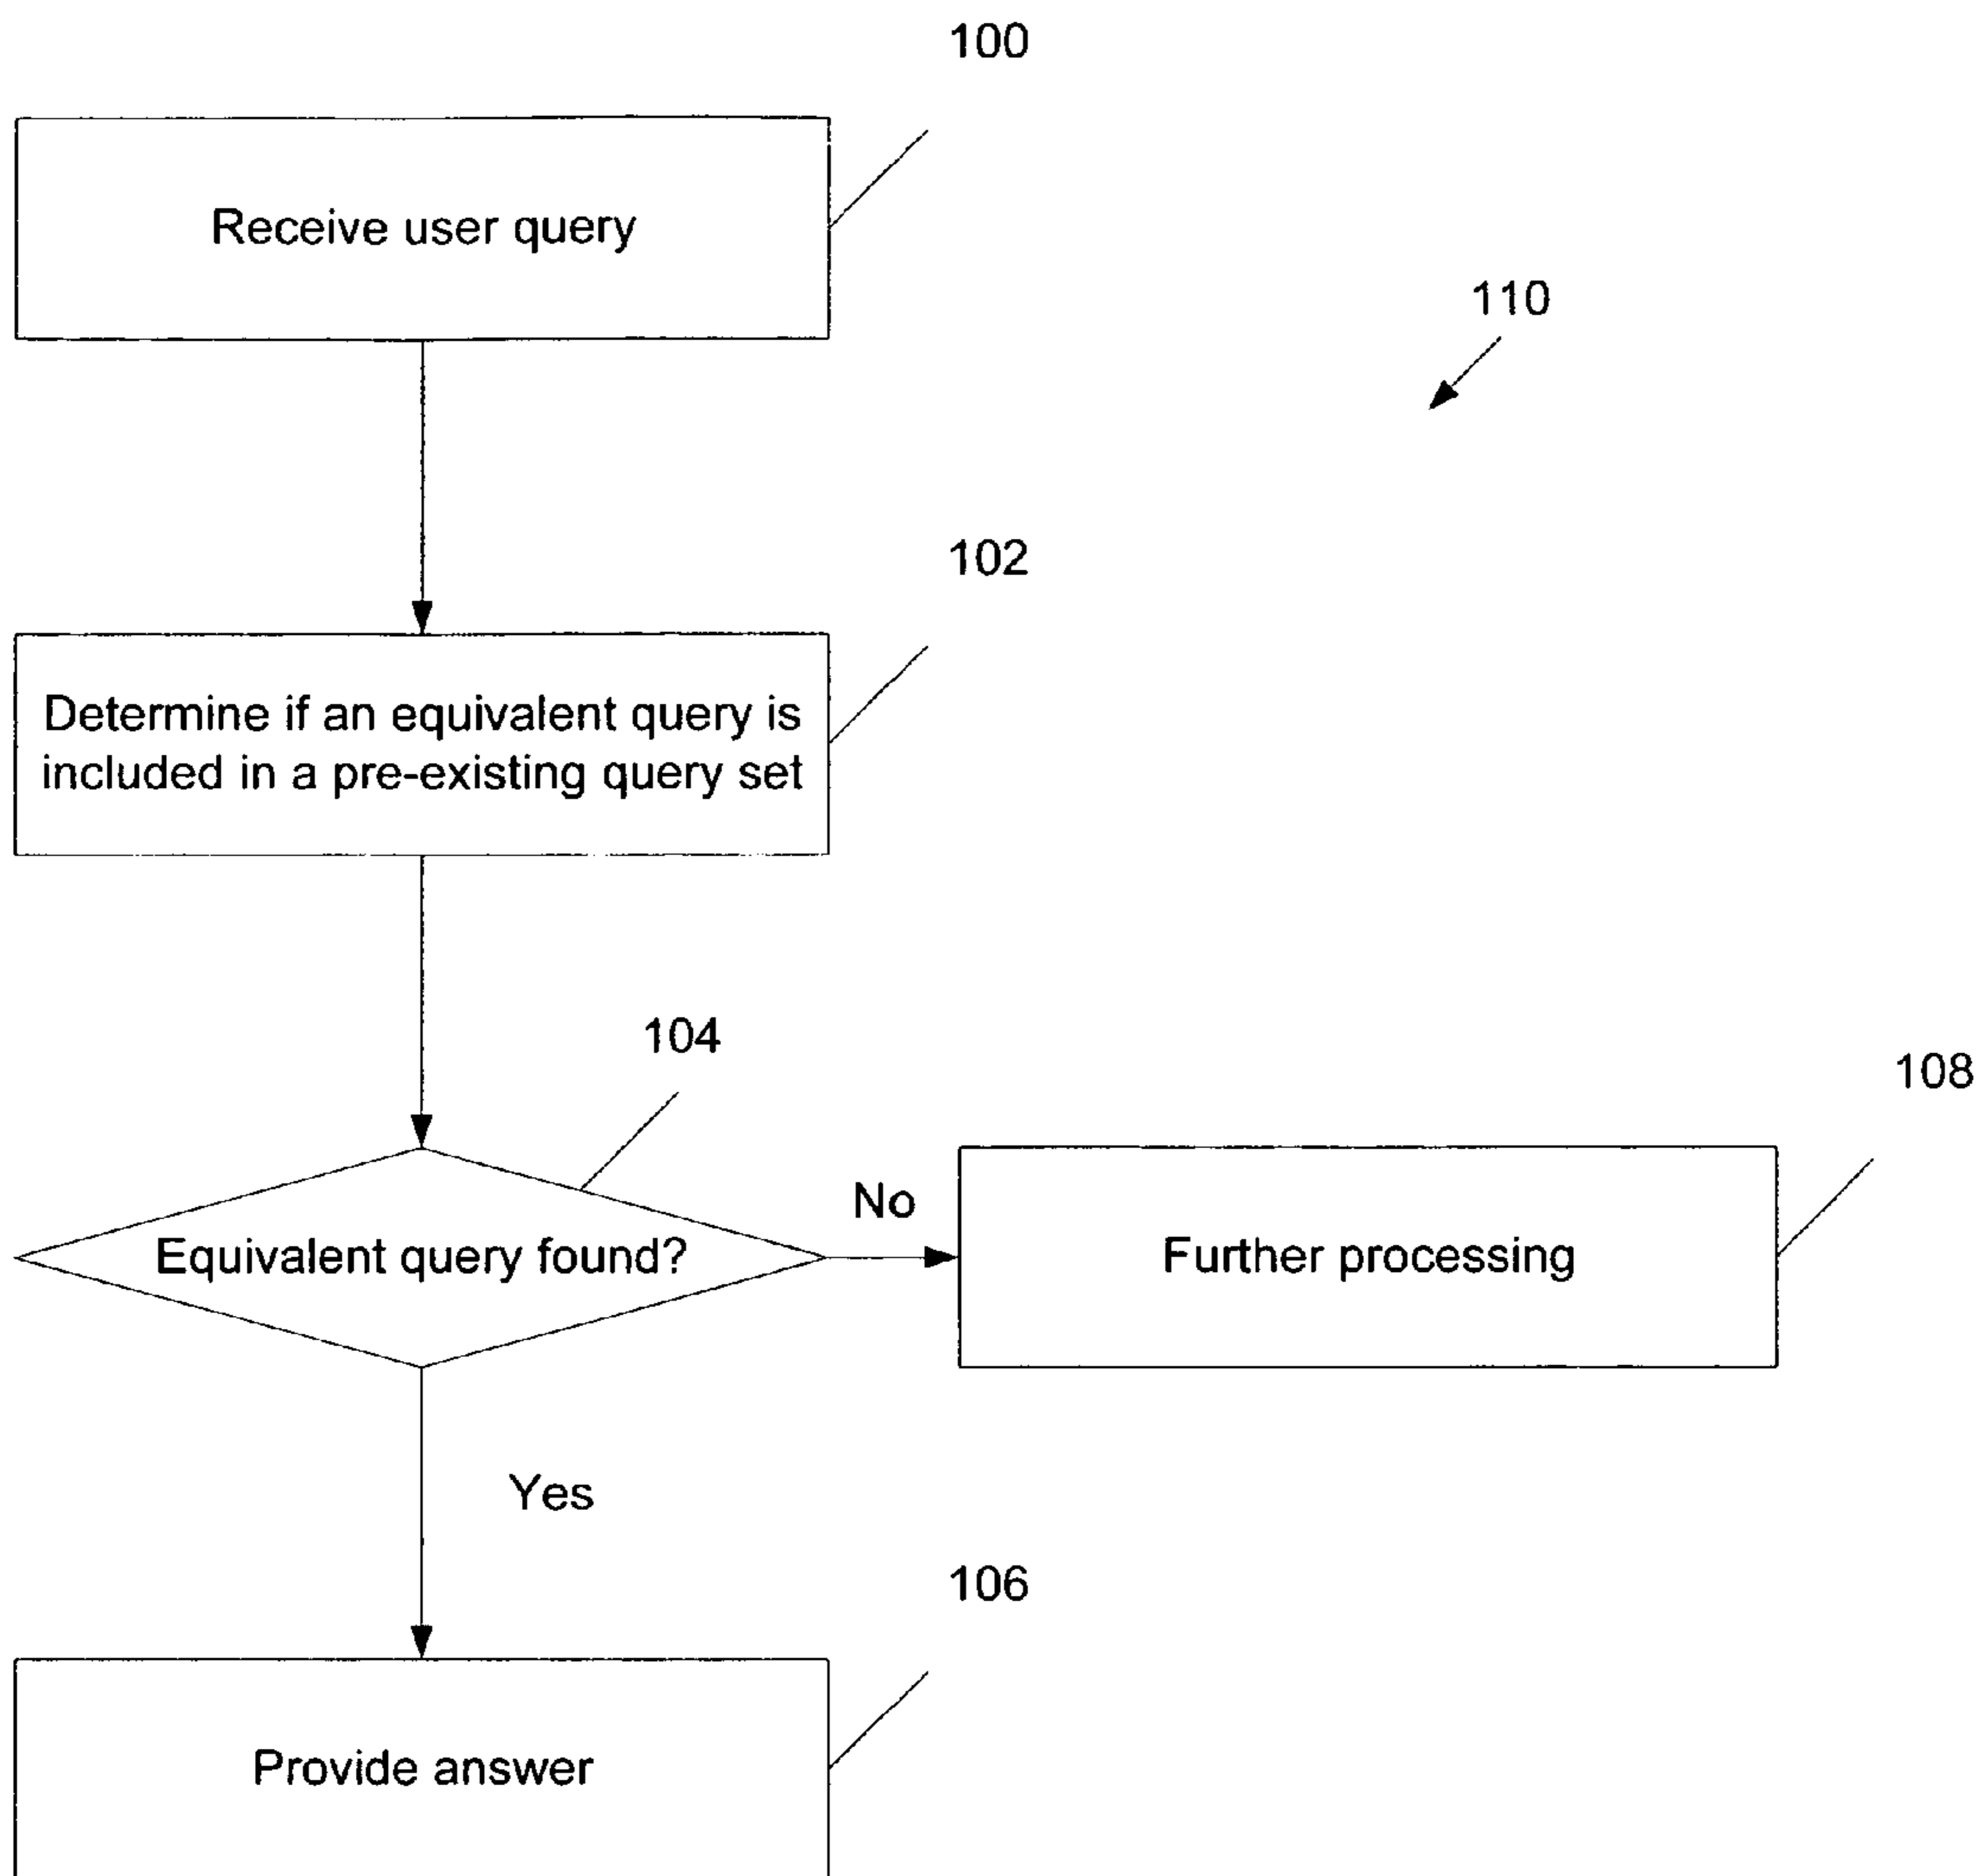 100
Receive user query
110
102
Determine if an equivalent query is
included in a pre-existing query set
104
108
No
Equivalent query found?
Further processing
Yes
106
Provide answer